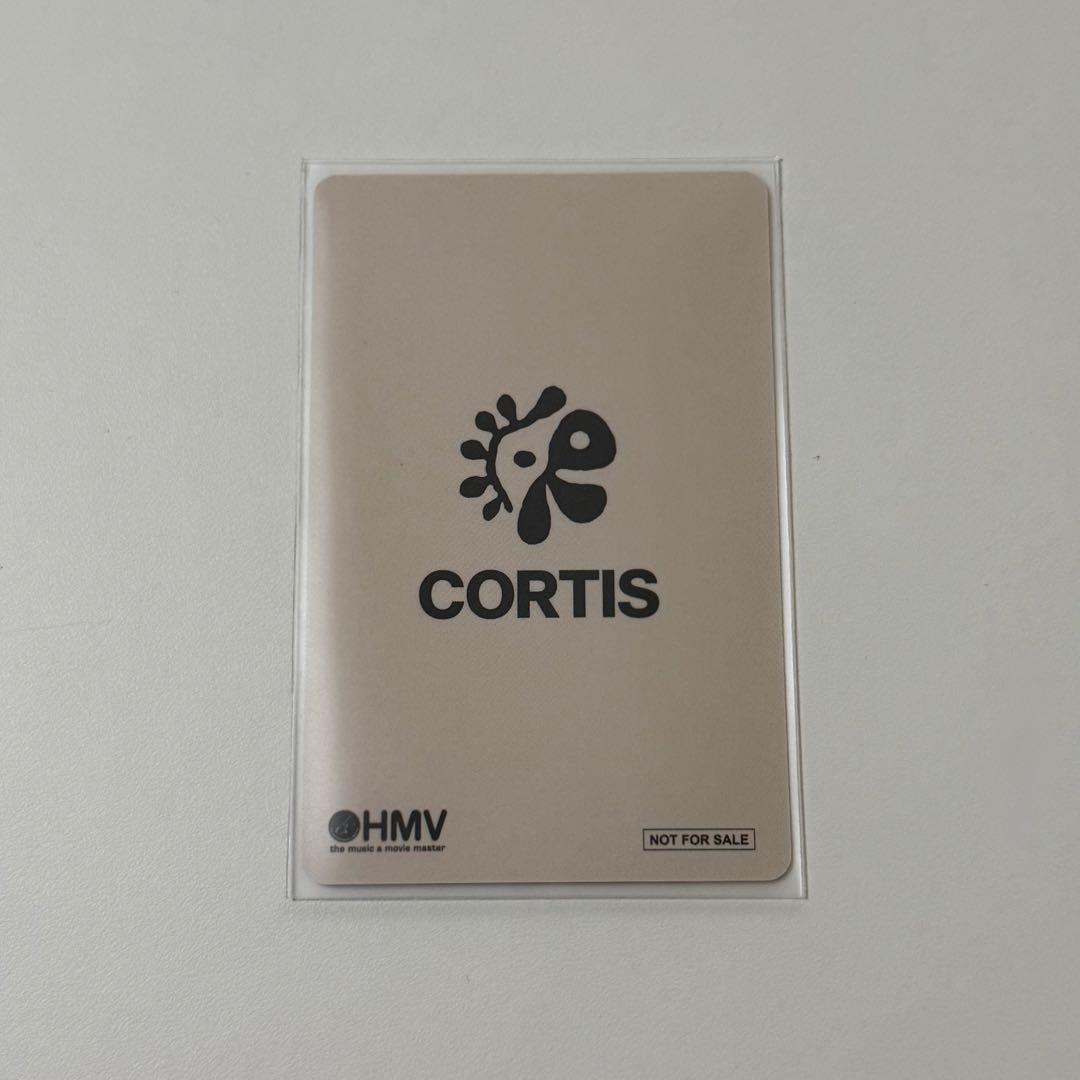 CORTIS
HMV
the music & movie master
NOT FOR SALE